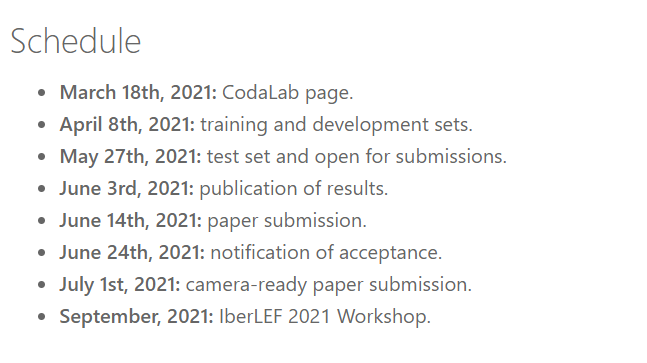 Schedule
• March 18th, 2021: CodaLab page.
• April 8th, 2021: training and development sets.
• May 27th, 2021: test set and open for submissions.
• June 3rd, 2021: publication of results.
• June 14th, 2021: paper submission.
• June 24th, 2021: notification of acceptance.
• July 1st, 2021: camera-ready paper submission.
• September, 2021: IberLEF 2021 Workshop.